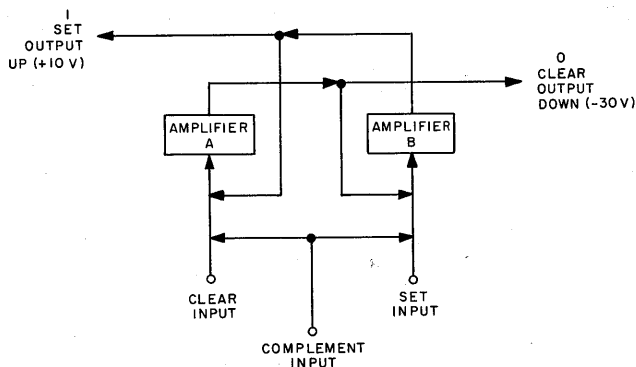 1
SET
OUTPUT
UP (+10 V)
0
CLEAR
OUTPUT
DOWN (-30V)
AMPLIFIER
A
AMPLIFIER
B
CLEAR
INPUT
SET
INPUT
COMPLEMENT
INPUT